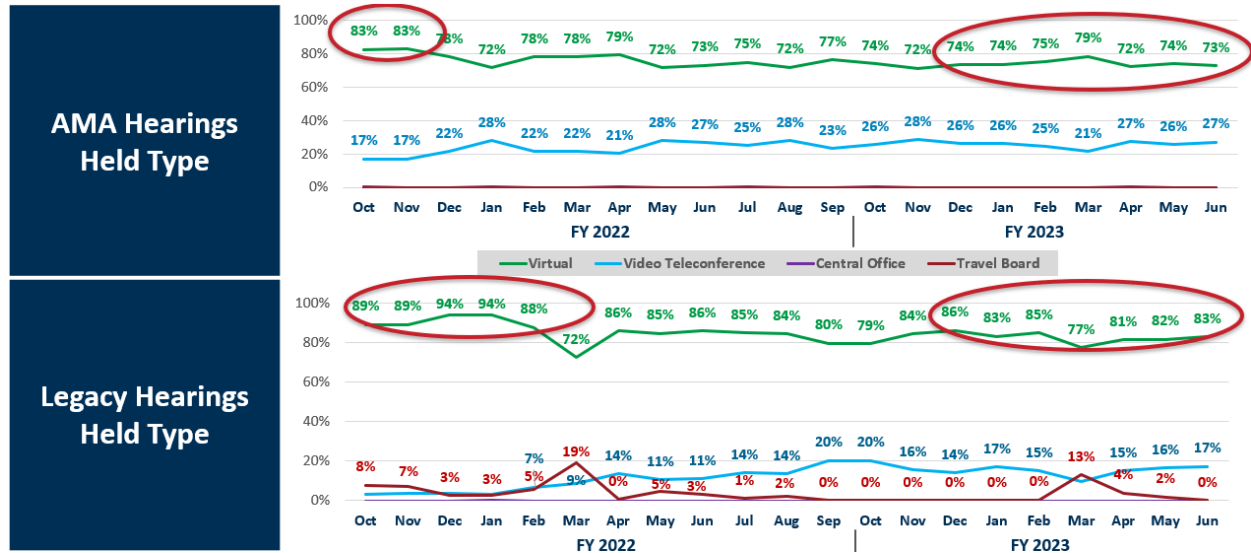 AMA Hearings
Held Type
100%
83% 83% 78% 72% 78% 78% 79% 72% 73% 75% 72% 77% 74% 72% 74% 74% 75% 79% 72% 74% 73%
80%
60%
40%
17% 17% 22% 28% 22% 22% 21% 28% 27% 25% 28% 23% 26% 28% 26% 26% 25% 21% 27% 26% 27%
20%
0%
Oct Nov Dec Jan Feb Mar Apr May Jun Jul Aug Sep Oct Nov Dec Jan Feb Mar Apr May Jun
FY 2022 FY 2023
Virtual Video Teleconference Central Office Travel Board
Legacy Hearings
Held Type
100%
89% 89% 94% 94% 88% 72% 86% 85% 86% 85% 84% 80% 79% 84% 86% 83% 85% 77% 81% 82% 83%
80%
60%
40%
7% 9% 14% 11% 11% 14% 14% 20% 20% 16% 14% 17% 15% 15% 16% 17%
20%
8% 7% 3% 3% 5% 19% 0% 5% 3% 1% 2% 0% 0% 0% 0% 0% 0% 13% 4% 2% 0%
0%
Oct Nov Dec Jan Feb Mar Apr May Jun Jul Aug Sep Oct Nov Dec Jan Feb Mar Apr May Jun
FY 2022 FY 2023